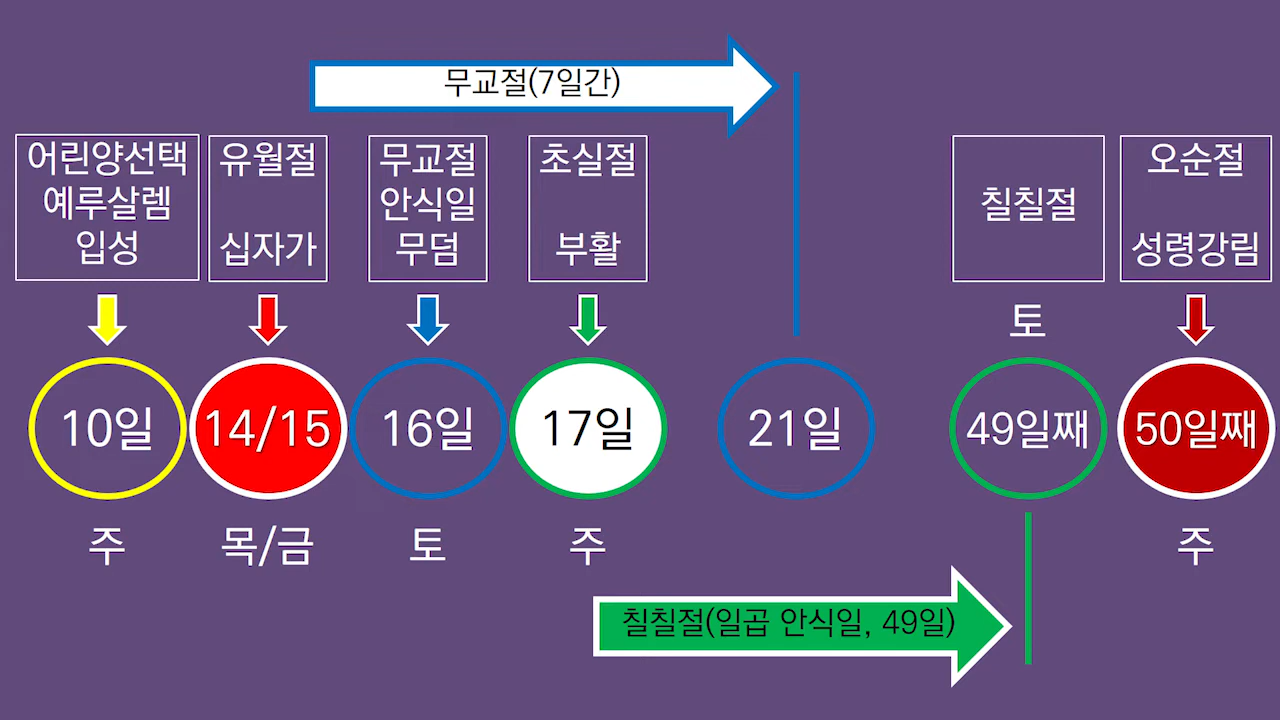 무교절(7일간)
어린양선택
예루살렘
입성
유월절
십자가
무교절
안식일
무덤
초실절
부활
칠칠절
오순절
성령강림
토
10일
14/15
16일
17일
21일
49일째
50일째
주
목/금
토
주
주
칠칠절(일곱 안식일, 49일)